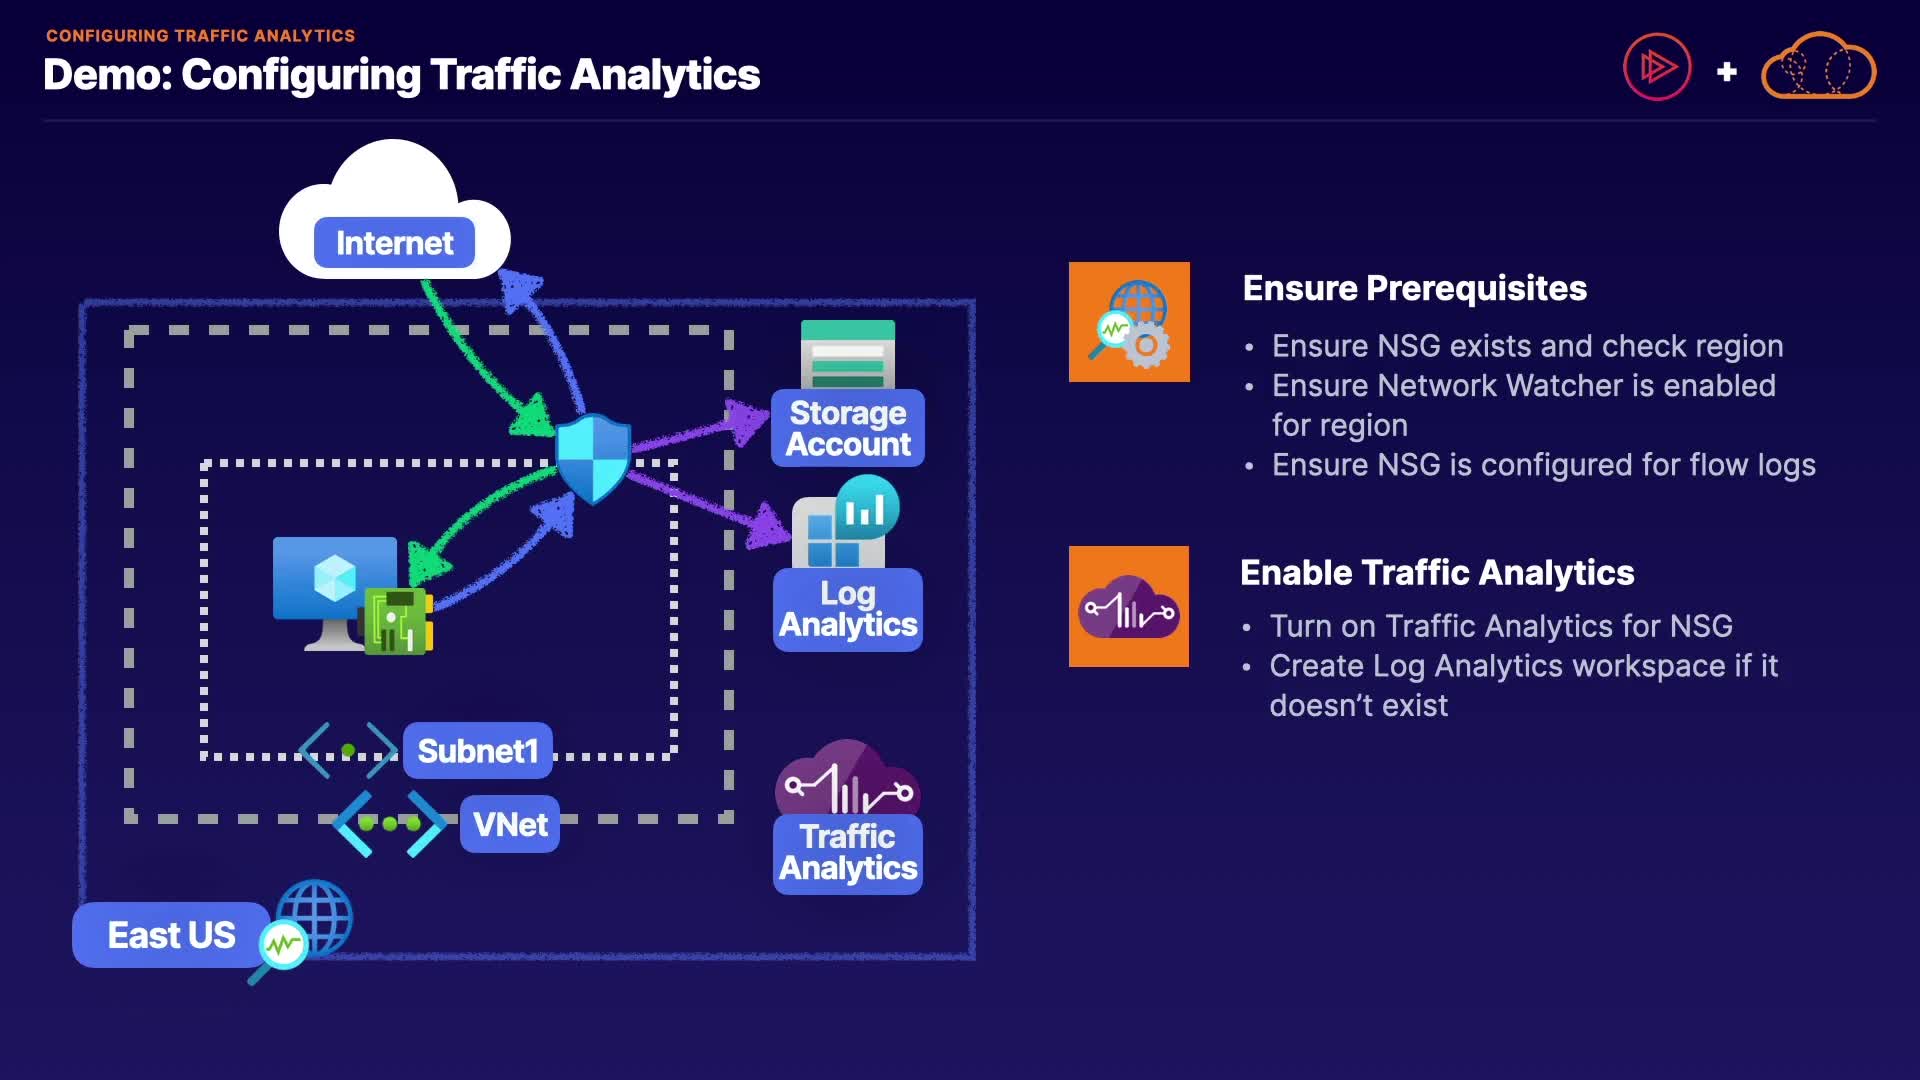 CONFIGURING TRAFFIC ANALYTICS
Demo: Configuring Traffic Analytics
Internet
Storage
Account
Log
Analytics
Subnet1
VNet
Traffic
Analytics
East US
Ensure Prerequisites
• Ensure NSG exists and check region
• Ensure Network Watcher is enabled
for region
• Ensure NSG is configured for flow logs
Enable Traffic Analytics
• Turn on Traffic Analytics for NSG
• Create Log Analytics workspace if it
doesn't exist